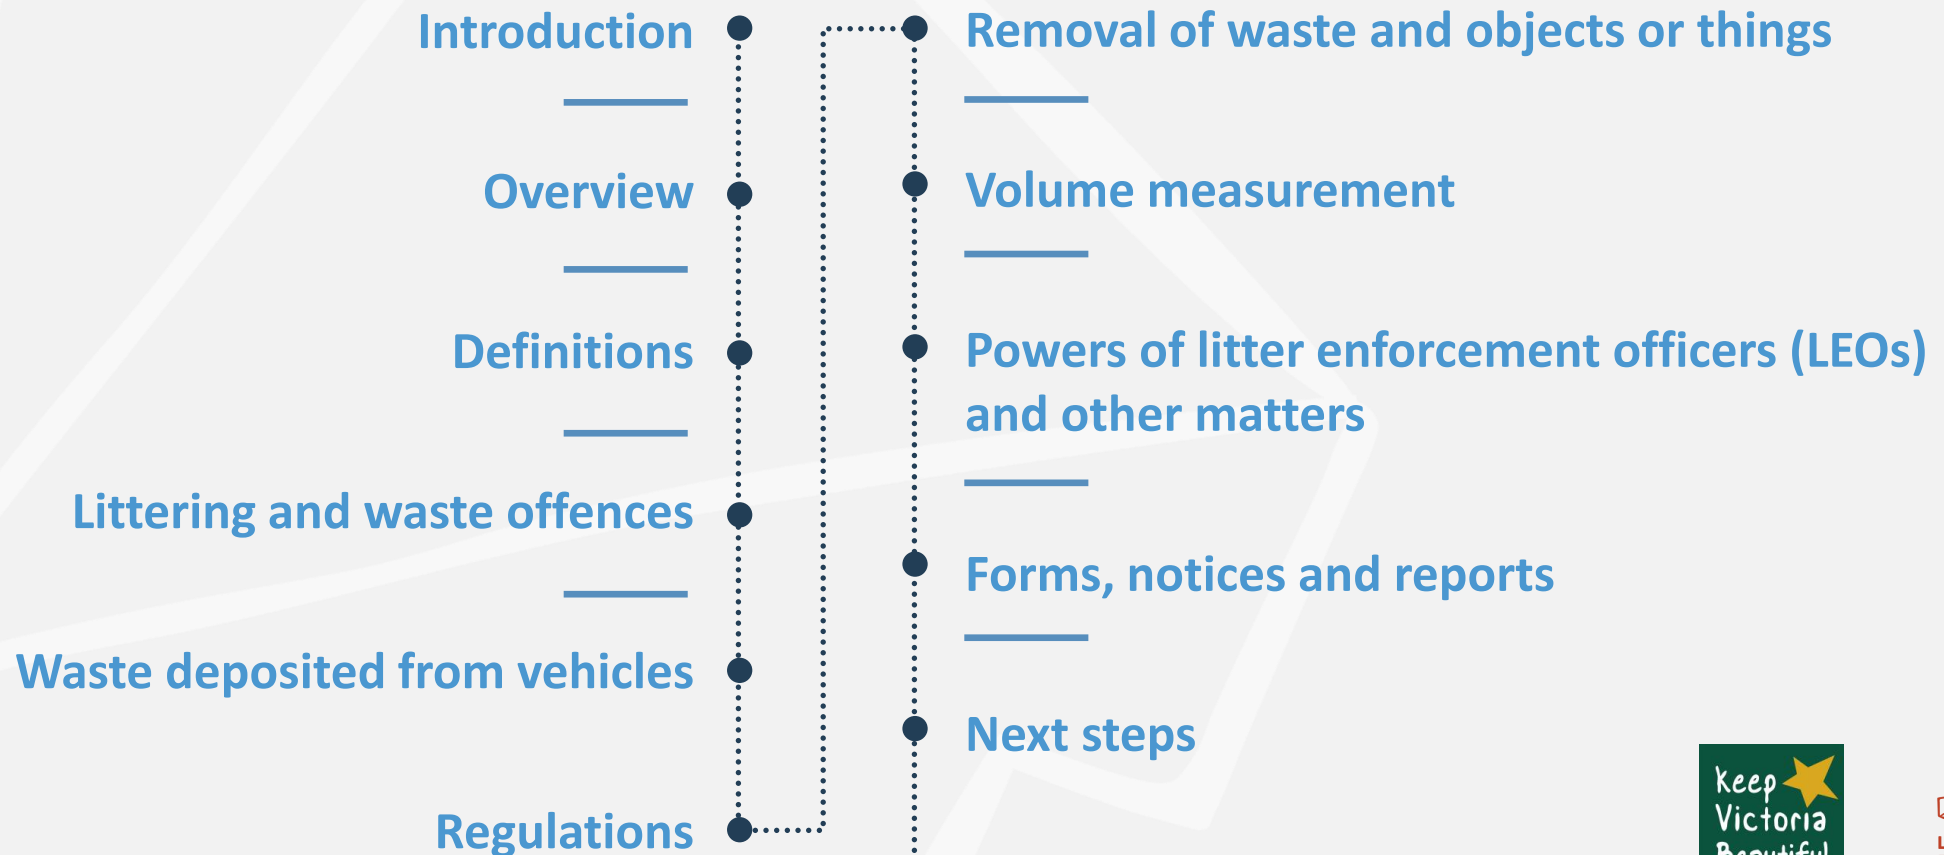 Introduction
Overview
Definitions
Littering and waste offences
Waste deposited from vehicles
Regulations
Removal of waste and objects or things
Volume measurement
Powers of litter enforcement officers (LEOs)
and other matters
Forms, notices and reports
Next steps
Keep
Victoria
Beautiful